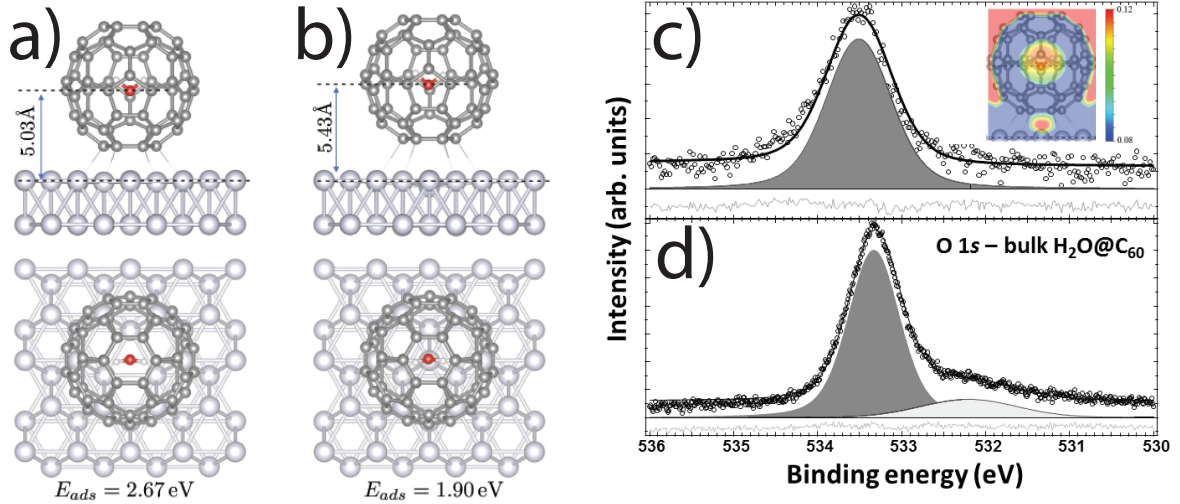 a)
5.03Å
E_ads = 2.67 eV
b)
5.43Å
E_ads = 1.90 eV
c)
0.12
0.08
Intensity (arb. units)
d)
O 1s – bulk H₂O@C₆₀
536 535 534 533 532 531 530
Binding energy (eV)